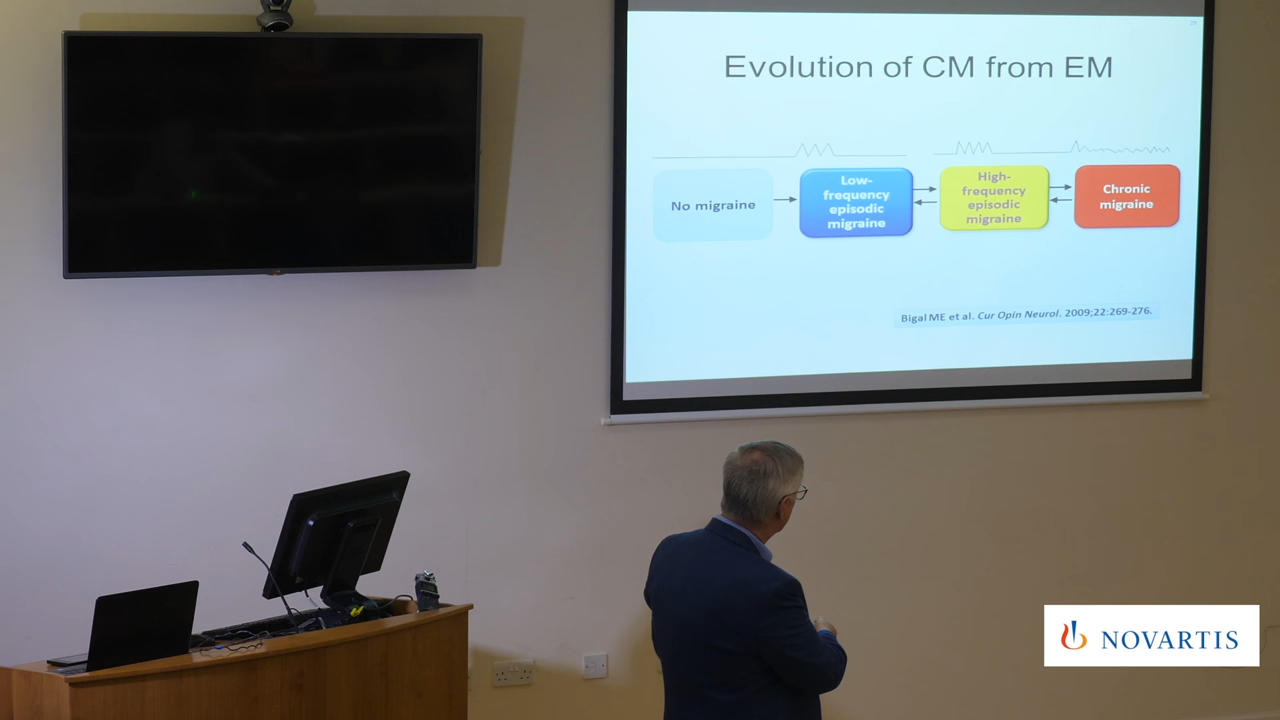 Evolution of CM from EM
No migraine
Low-
frequency
episodic
migraine
High-
frequency
episodic
migraine
Chronic
migraine
Bigal ME et al. Cur Opin Neurol. 2009;22:269-276.
NOVARTIS